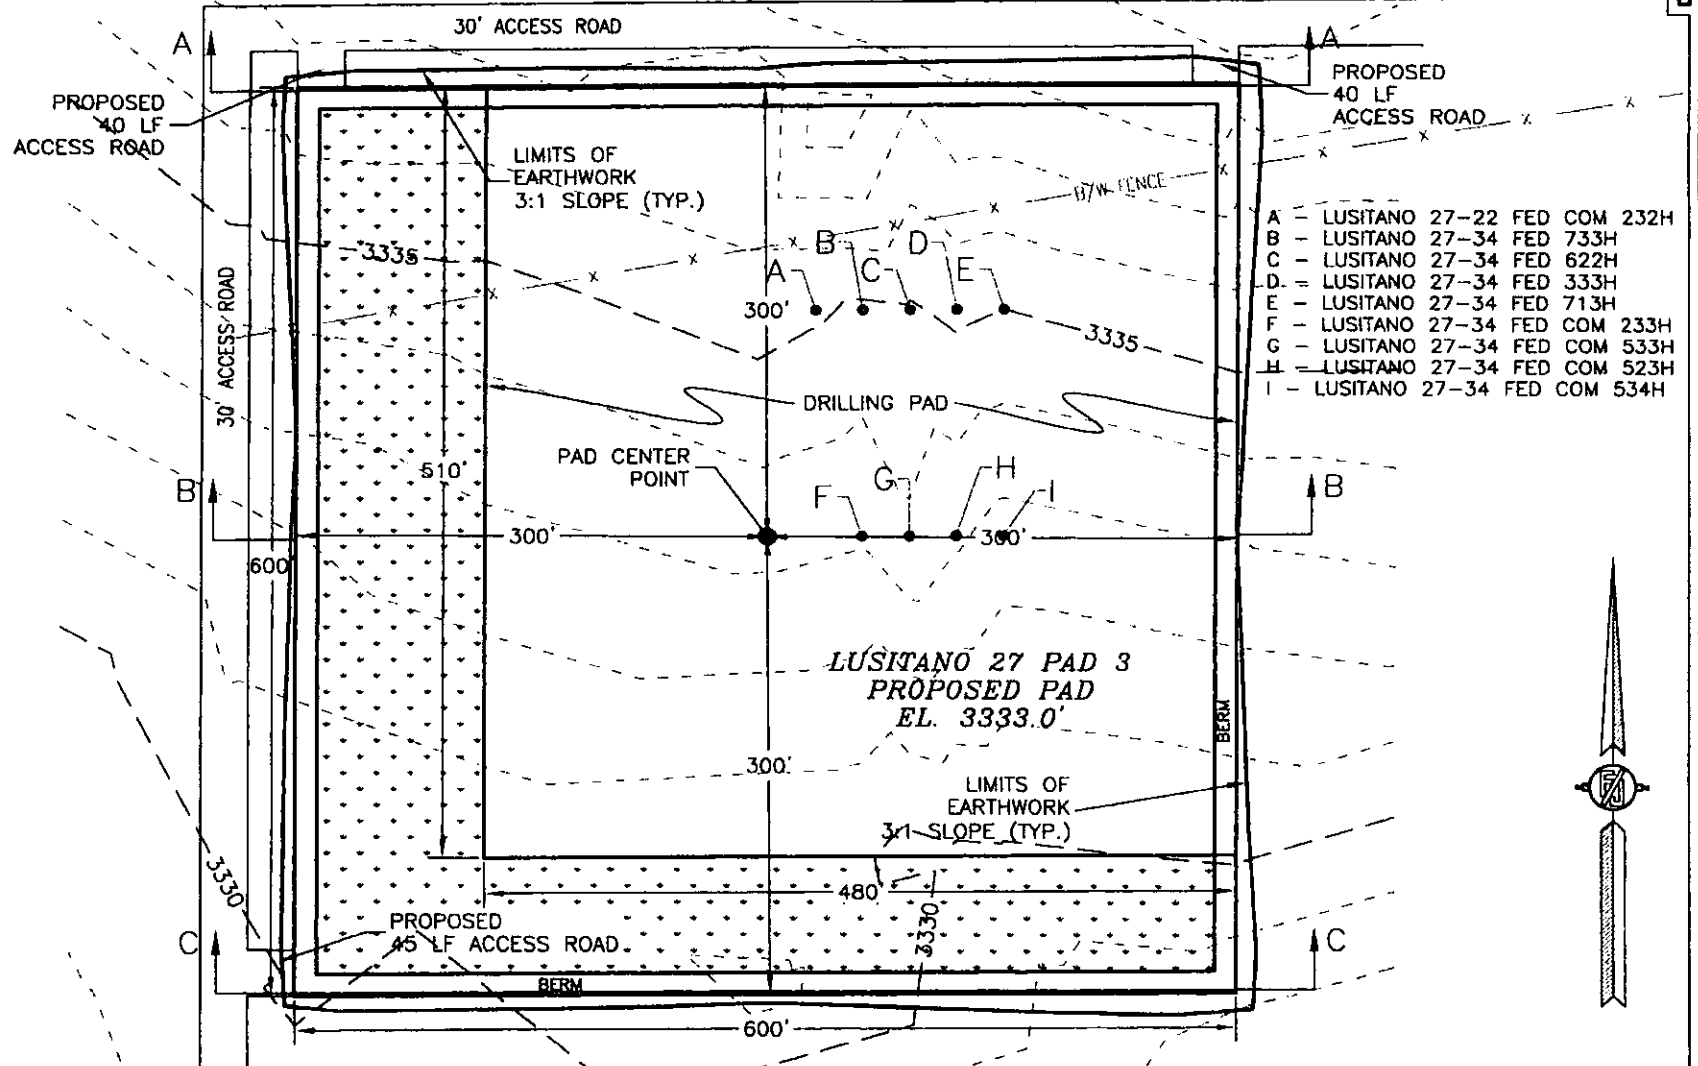 30' ACCESS ROAD
A
A
PROPOSED
40 LF
ACCESS ROAD
PROPOSED
40 LF
ACCESS ROAD
LIMITS OF
EARTHWORK
3:1 SLOPE (TYP.)
B/W FENCE
A – LUSITANO 27–22 FED COM 232H
B – LUSITANO 27–34 FED 733H
C – LUSITANO 27–34 FED 622H
D – LUSITANO 27–34 FED 333H
E – LUSITANO 27–34 FED 713H
F – LUSITANO 27–34 FED COM 233H
G – LUSITANO 27–34 FED COM 533H
H – LUSITANO 27–34 FED COM 523H
I – LUSITANO 27–34 FED COM 534H
3335
A
B
C
D
E
300'
3335
30' ACCESS ROAD
DRILLING PAD
510'
PAD CENTER
POINT
B
B
F
G
H
I
300'
300'
600'
LUSITANO 27 PAD 3
PROPOSED PAD
EL. 3333.0'
BERM
300'
LIMITS OF
EARTHWORK
3:1 SLOPE (TYP.)
3330
480'
3330
PROPOSED
45 LF ACCESS ROAD
C
C
BERM
600'